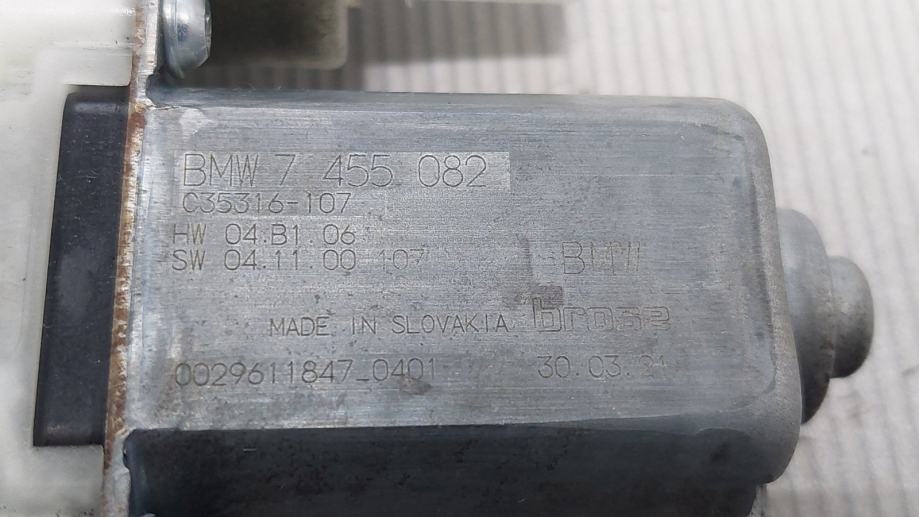 BMW 7 455 082
C35316-107
HW 04.B1.06
SW 04.11.00 107
BMW
MADE IN SLOVAKIA brose
0029611847_0401 30.03.21